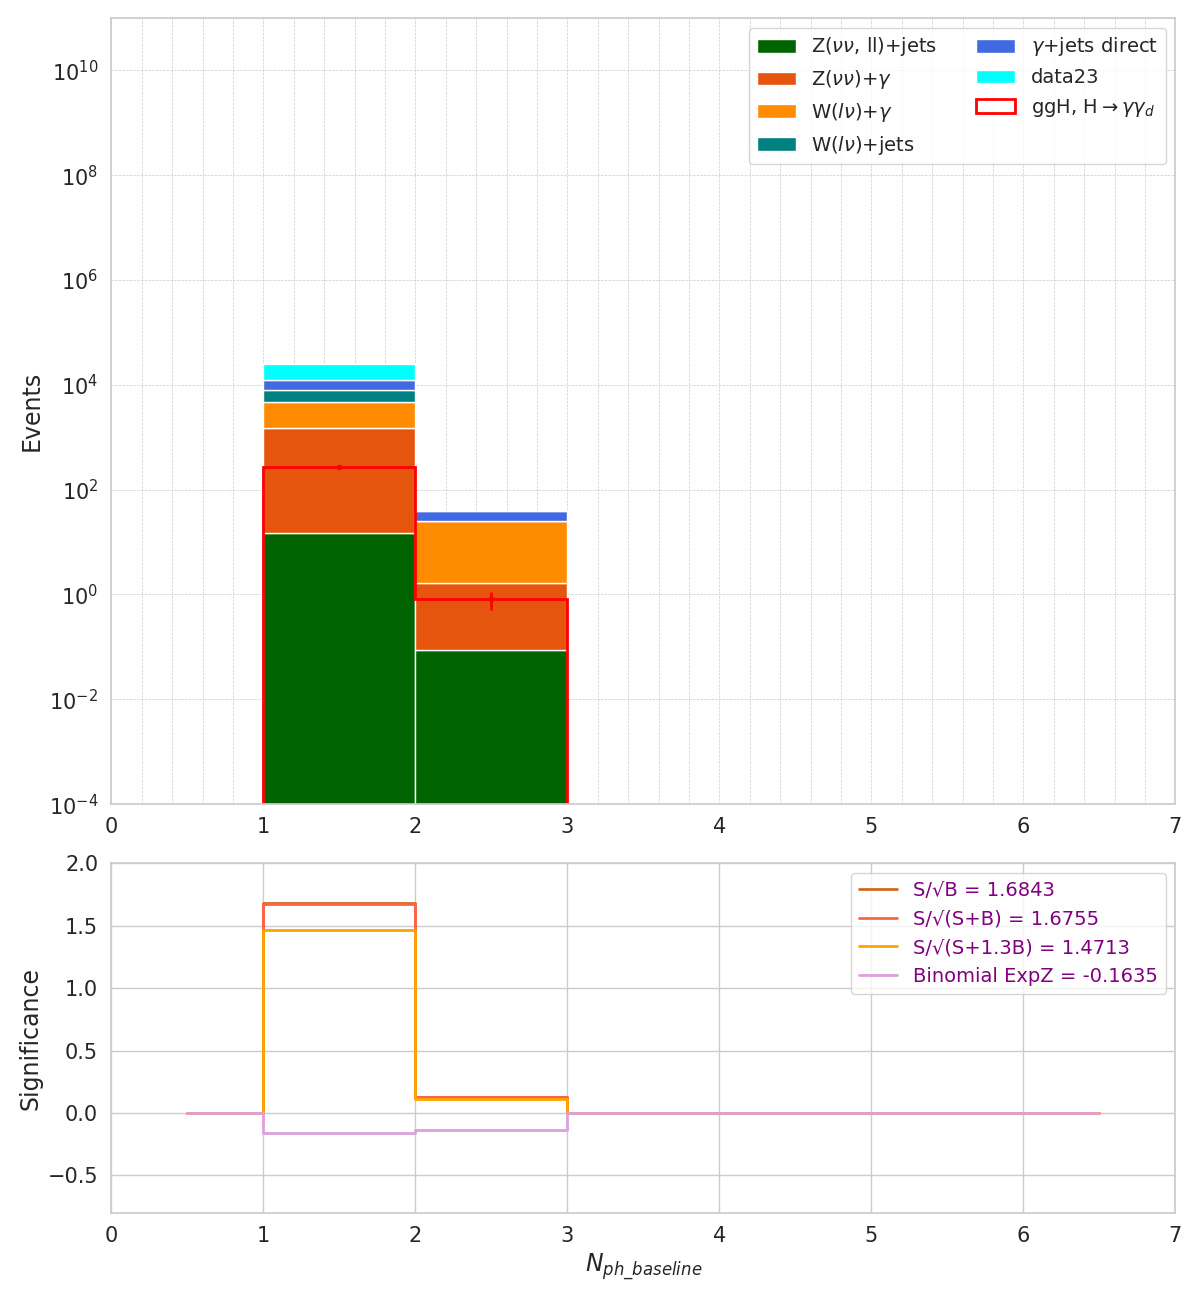 Z(νν, ll)+jets
Z(νν)+γ
W(lν)+γ
W(lν)+jets
γ+jets direct
data23
ggH, H→γγ_d
Events
10^10
10^8
10^6
10^4
10^2
10^0
10^−2
10^−4
0 1 2 3 4 5 6 7
S/√B = 1.6843
S/√(S+B) = 1.6755
S/√(S+1.3B) = 1.4713
Binomial ExpZ = -0.1635
Significance
2.0
1.5
1.0
0.5
0.0
−0.5
0 1 2 3 4 5 6 7
N_ph_baseline